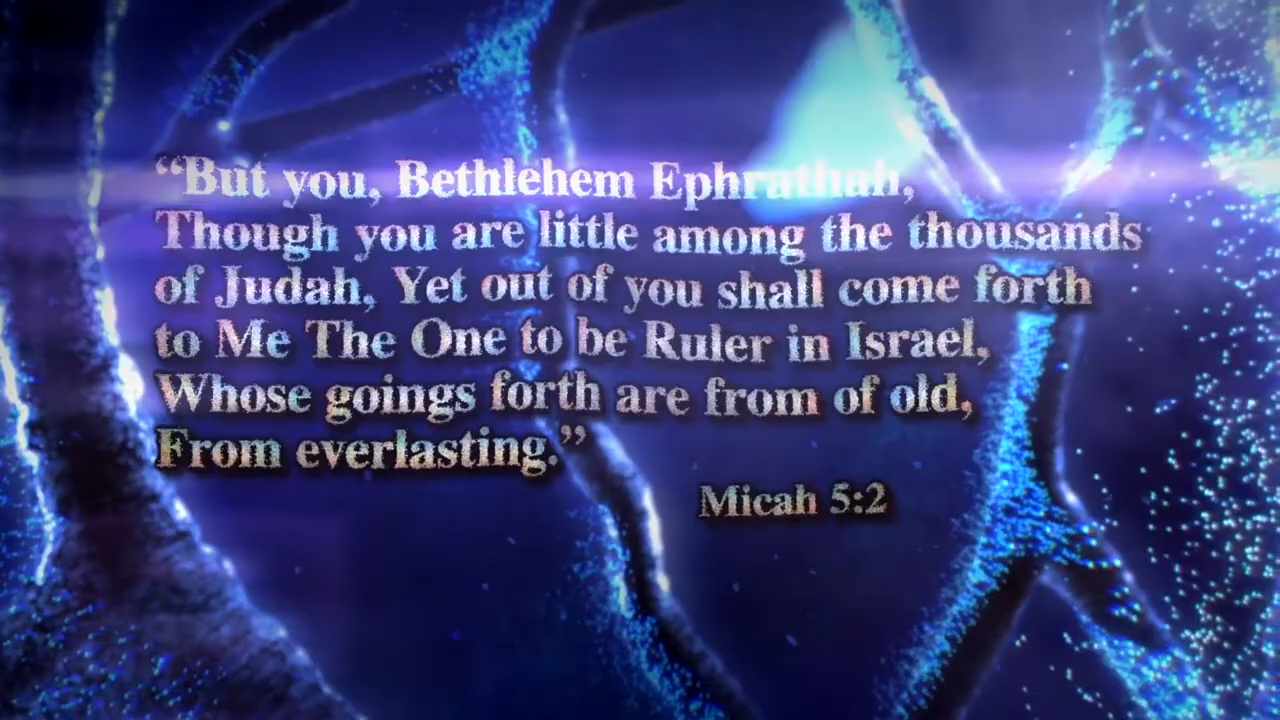 “But you, Bethlehem Ephrathah,
Though you are little among the thousands
of Judah, Yet out of you shall come forth
to Me The One to be Ruler in Israel,
Whose goings forth are from of old,
From everlasting.”
Micah 5:2